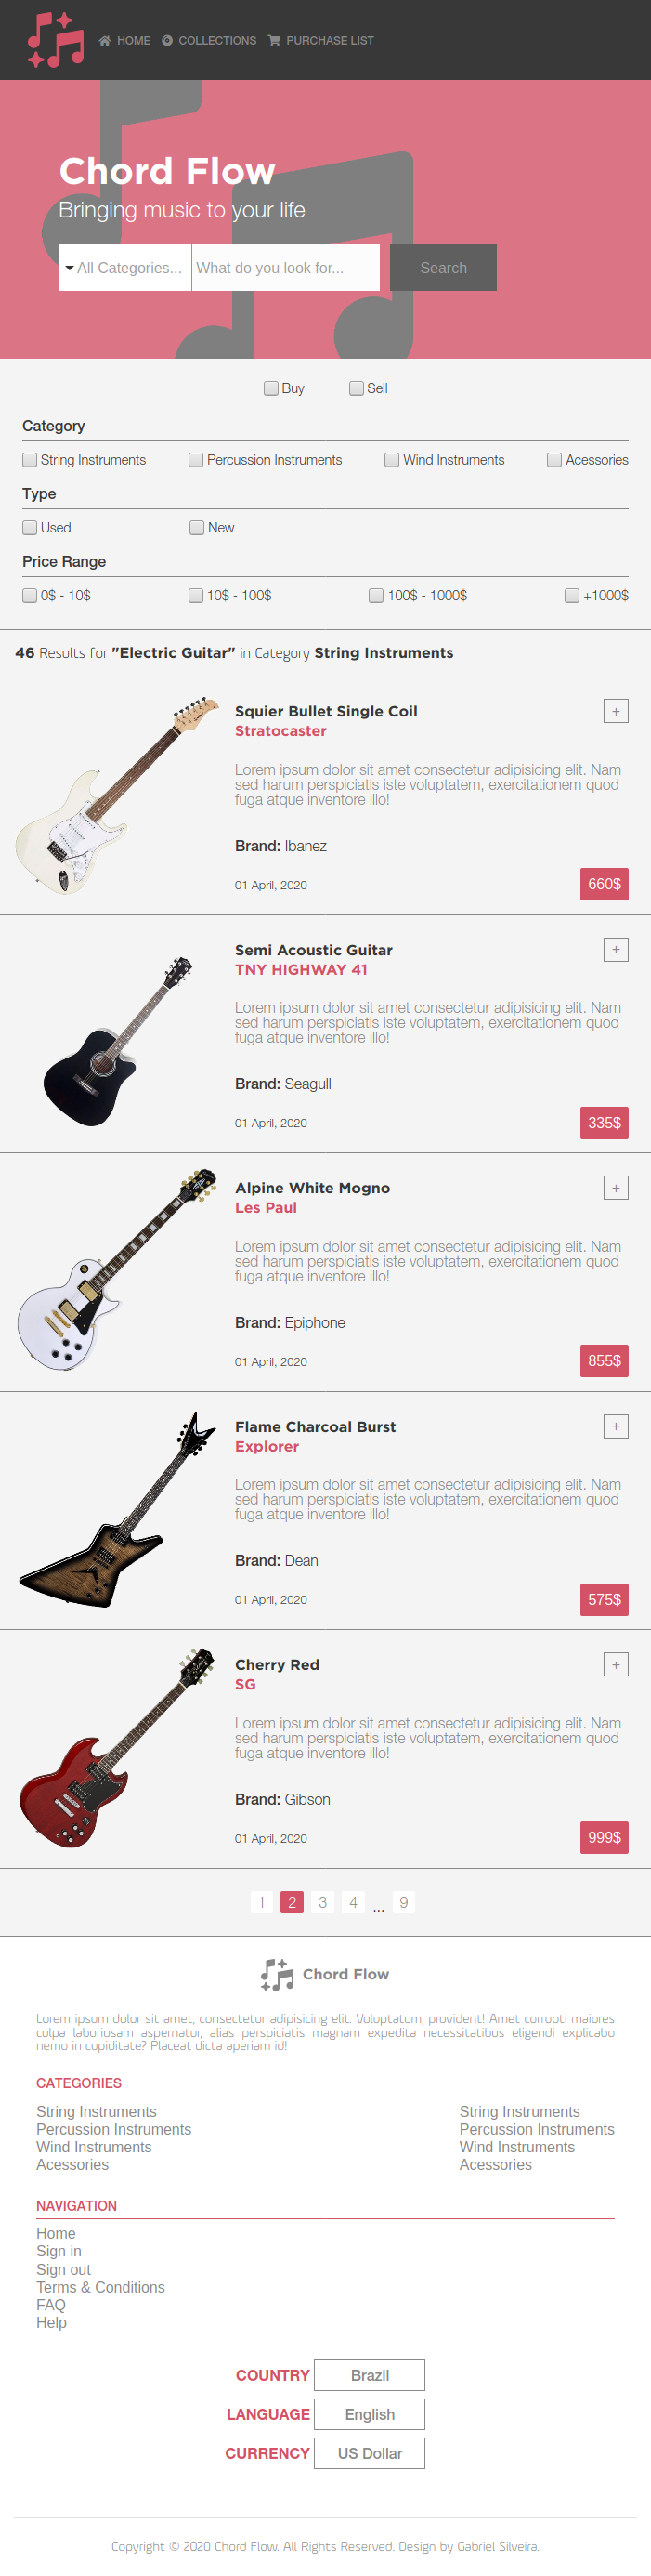 HOME COLLECTIONS PURCHASE LIST
Chord Flow
Bringing music to your life
All Categories... What do you look for... Search
Buy Sell
Category
String Instruments Percussion Instruments Wind Instruments Acessories
Type
Used New
Price Range
0$ - 10$ 10$ - 100$ 100$ - 1000$ +1000$
46 Results for "Electric Guitar" in Category String Instruments
Squier Bullet Single Coil +
Stratocaster
Lorem ipsum dolor sit amet consectetur adipisicing elit. Nam
sed harum perspiciatis iste voluptatem, exercitationem quod
fuga atque inventore illo!
Brand: Ibanez
01 April, 2020 660$
Semi Acoustic Guitar +
TNY HIGHWAY 41
Lorem ipsum dolor sit amet consectetur adipisicing elit. Nam
sed harum perspiciatis iste voluptatem, exercitationem quod
fuga atque inventore illo!
Brand: Seagull
01 April, 2020 335$
Alpine White Mogno +
Les Paul
Lorem ipsum dolor sit amet consectetur adipisicing elit. Nam
sed harum perspiciatis iste voluptatem, exercitationem quod
fuga atque inventore illo!
Brand: Epiphone
01 April, 2020 855$
Flame Charcoal Burst +
Explorer
Lorem ipsum dolor sit amet consectetur adipisicing elit. Nam
sed harum perspiciatis iste voluptatem, exercitationem quod
fuga atque inventore illo!
Brand: Dean
01 April, 2020 575$
Cherry Red +
SG
Lorem ipsum dolor sit amet consectetur adipisicing elit. Nam
sed harum perspiciatis iste voluptatem, exercitationem quod
fuga atque inventore illo!
Brand: Gibson
01 April, 2020 999$
1 2 3 4 ... 9
Chord Flow
Lorem ipsum dolor sit amet, consectetur adipisicing elit. Voluptatum, provident! Amet corrupti maiores
culpa laboriosam aspernatur, alias perspiciatis magnam expedita necessitatibus eligendi explicabo
nemo in cupiditate? Placeat dicta aperiam id!
CATEGORIES
String Instruments String Instruments
Percussion Instruments Percussion Instruments
Wind Instruments Wind Instruments
Acessories Acessories
NAVIGATION
Home
Sign in
Sign out
Terms & Conditions
FAQ
Help
COUNTRY Brazil
LANGUAGE English
CURRENCY US Dollar
Copyright © 2020 Chord Flow. All Rights Reserved. Design by Gabriel Silveira.